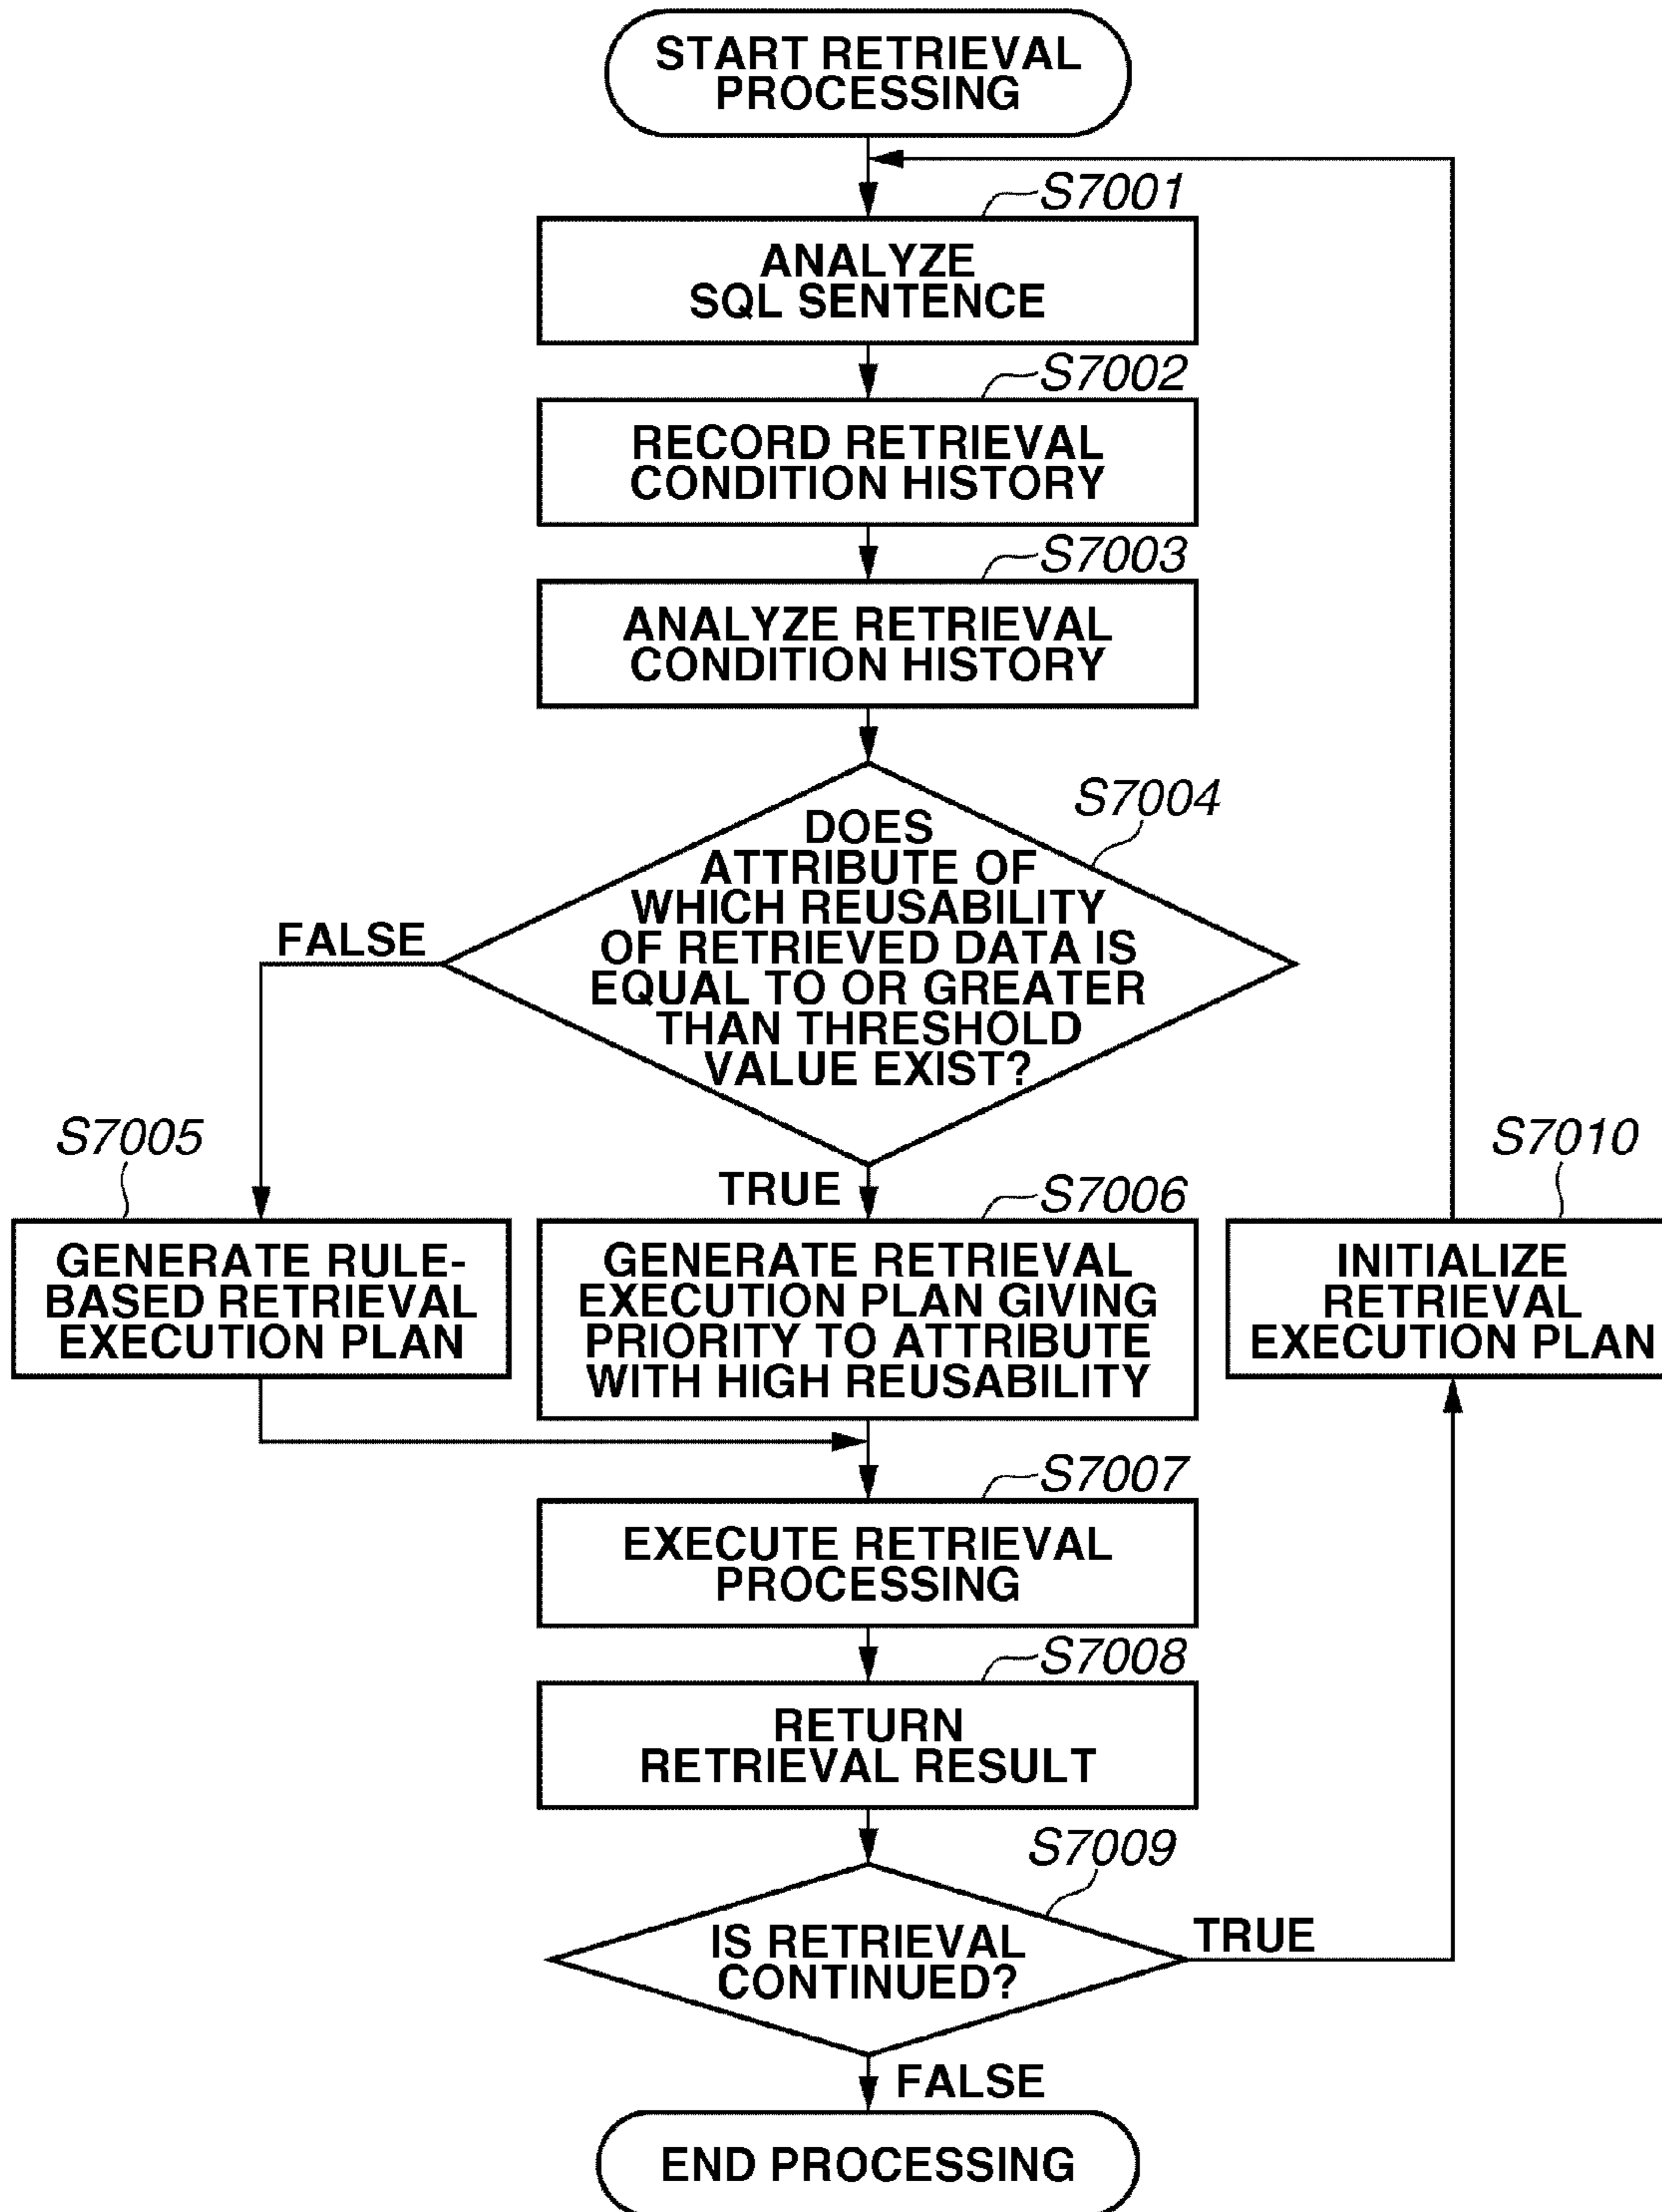 START RETRIEVAL
PROCESSING
S7001
ANALYZE
SQL SENTENCE
S7002
RECORD RETRIEVAL
CONDITION HISTORY
S7003
ANALYZE RETRIEVAL
CONDITION HISTORY
S7004
DOES
ATTRIBUTE OF
WHICH REUSABILITY
OF RETRIEVED DATA IS
EQUAL TO OR GREATER
THAN THRESHOLD
VALUE EXIST?
FALSE
TRUE
S7005
GENERATE RULE-
BASED RETRIEVAL
EXECUTION PLAN
S7006
GENERATE RETRIEVAL
EXECUTION PLAN GIVING
PRIORITY TO ATTRIBUTE
WITH HIGH REUSABILITY
S7010
INITIALIZE
RETRIEVAL
EXECUTION PLAN
S7007
EXECUTE RETRIEVAL
PROCESSING
S7008
RETURN
RETRIEVAL RESULT
S7009
IS RETRIEVAL
CONTINUED?
TRUE
FALSE
END PROCESSING